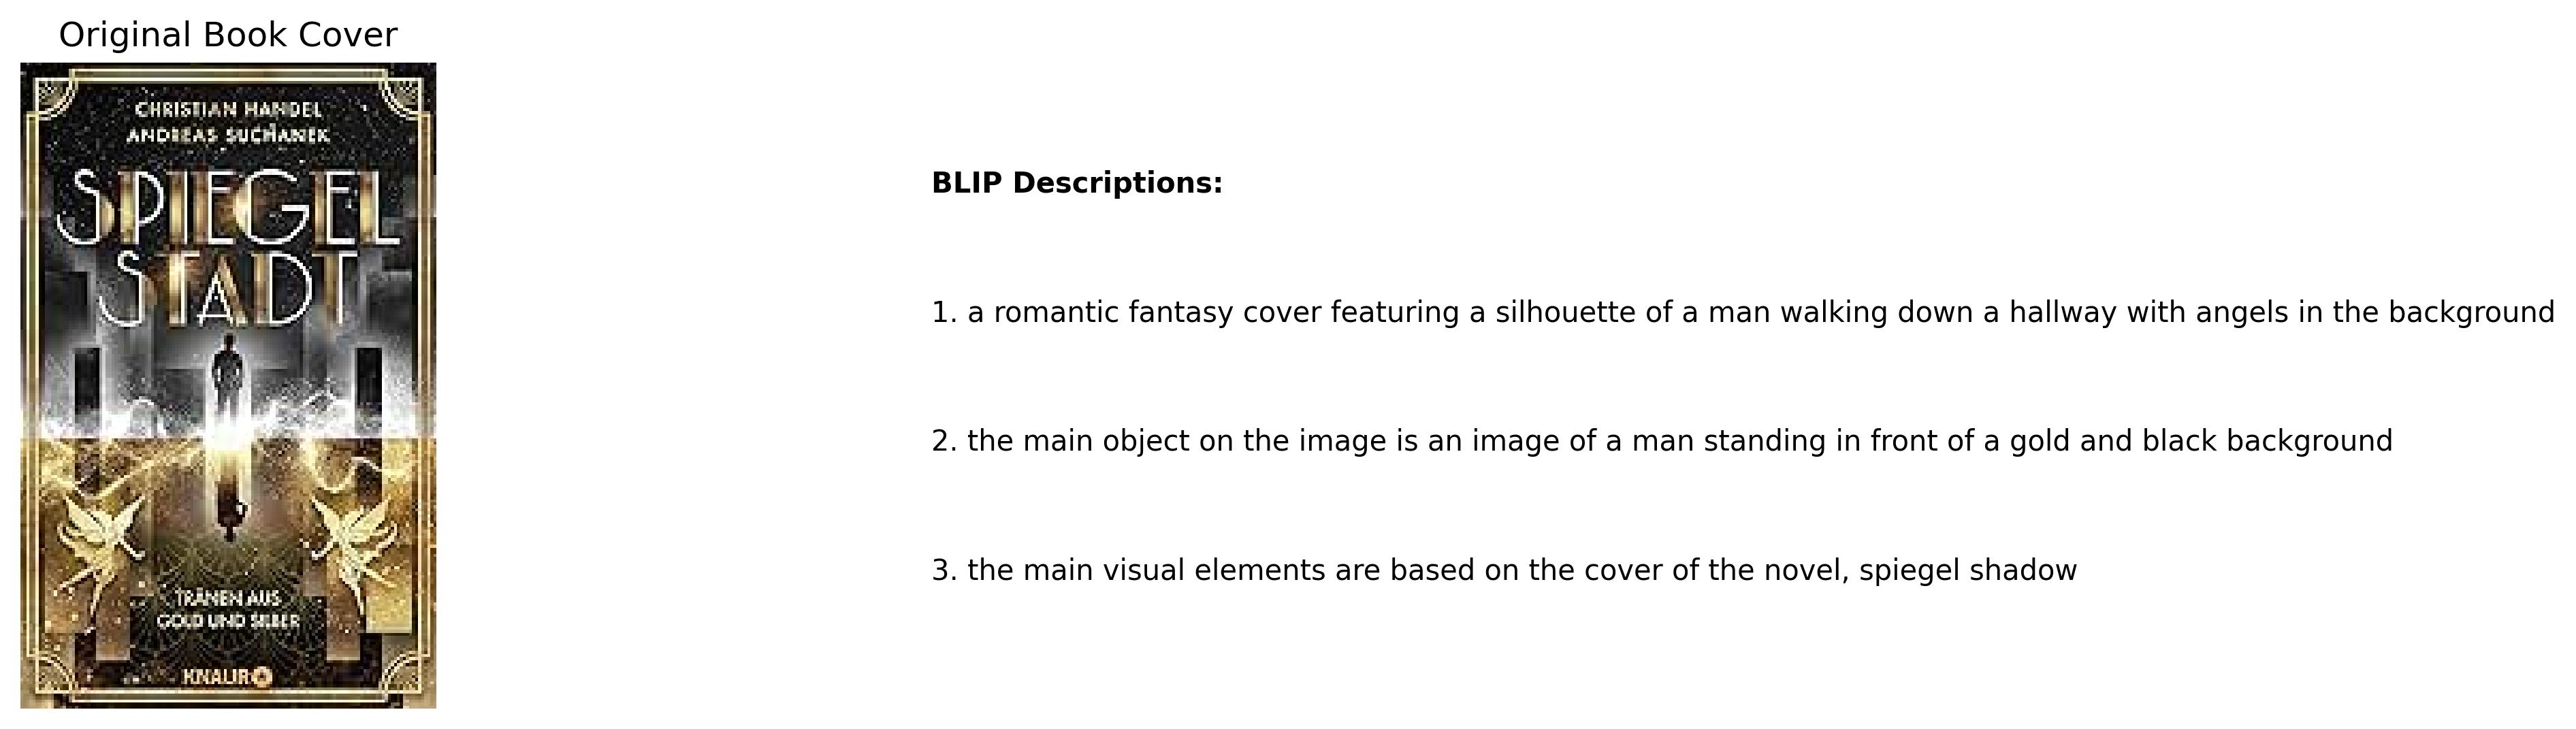 Original Book Cover
CHRISTIAN HANDEL
ANDREAS SUCHANEK
SPIEGEL
STADT
TRÄNEN AUS
GOLD UND SILBER
KNAUR
BLIP Descriptions:
1. a romantic fantasy cover featuring a silhouette of a man walking down a hallway with angels in the background
2. the main object on the image is an image of a man standing in front of a gold and black background
3. the main visual elements are based on the cover of the novel, spiegel shadow